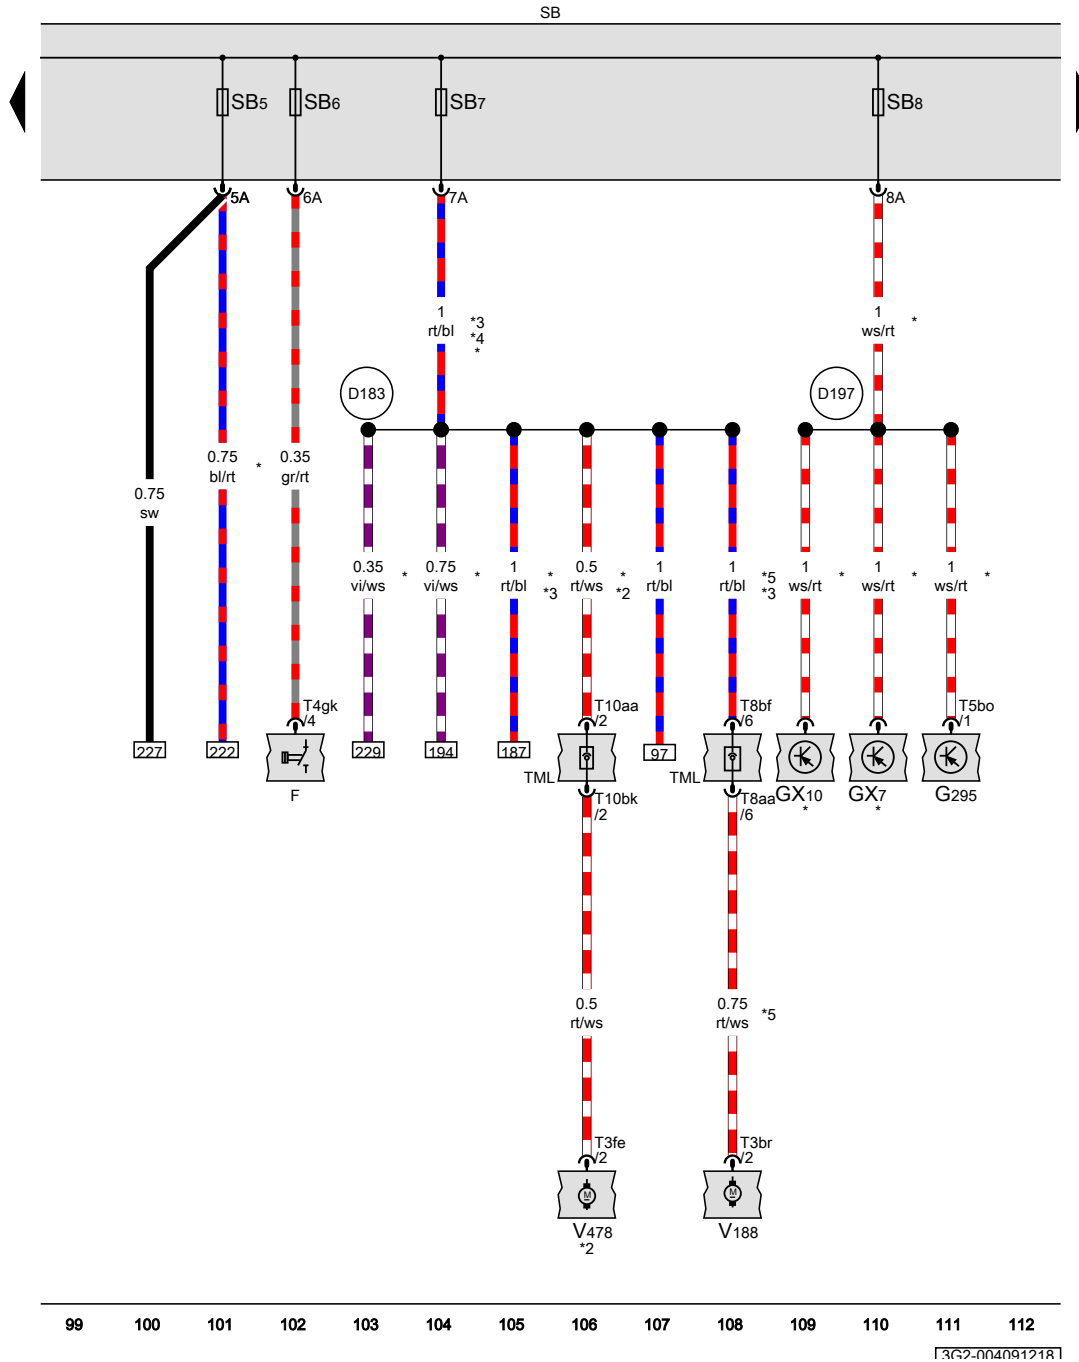 SB
SB5 SB6 SB7 SB8
5A 6A 7A 8A
1
rt/bl
*3
*4
*
1
ws/rt
*
D183
D197
0.75
bl/rt
*
0.35
gr/rt
0.75
sw
0.35
vi/ws
*
0.75
vi/ws
*
1
rt/bl
*
*3
0.5
rt/ws
*
*2
1
rt/bl
1
rt/bl
*5
*3
1
ws/rt
*
1
ws/rt
*
1
ws/rt
*
T4gk
/4
T10aa
/2
T8bf
/6
T5bo
/1
227 222 229 194 187 97
F
TML
TML
GX10
*
GX7
*
G295
T10bk
/2
T8aa
/6
0.5
rt/ws
0.75
rt/ws
*5
T3fe
/2
T3br
/2
M
M
V478
*2
V188
99 100 101 102 103 104 105 106 107 108 109 110 111 112
3G2-004091218